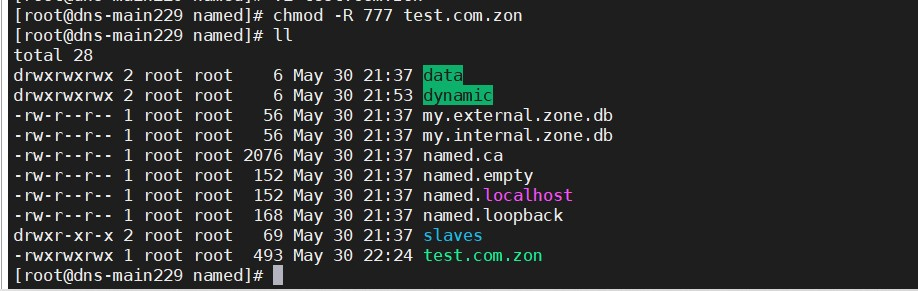 [root@dns-main229 named]# chmod -R 777 test.com.zon
[root@dns-main229 named]# ll
total 28
drwxrwxrwx 2 root root    6 May 30 21:37 data
drwxrwxrwx 2 root root    6 May 30 21:53 dynamic
-rw-r--r-- 1 root root   56 May 30 21:37 my.external.zone.db
-rw-r--r-- 1 root root   56 May 30 21:37 my.internal.zone.db
-rw-r--r-- 1 root root 2076 May 30 21:37 named.ca
-rw-r--r-- 1 root root  152 May 30 21:37 named.empty
-rw-r--r-- 1 root root  152 May 30 21:37 named.localhost
-rw-r--r-- 1 root root  168 May 30 21:37 named.loopback
drwxr-xr-x 2 root root   69 May 30 21:37 slaves
-rwxrwxrwx 1 root root  493 May 30 22:24 test.com.zon
[root@dns-main229 named]#